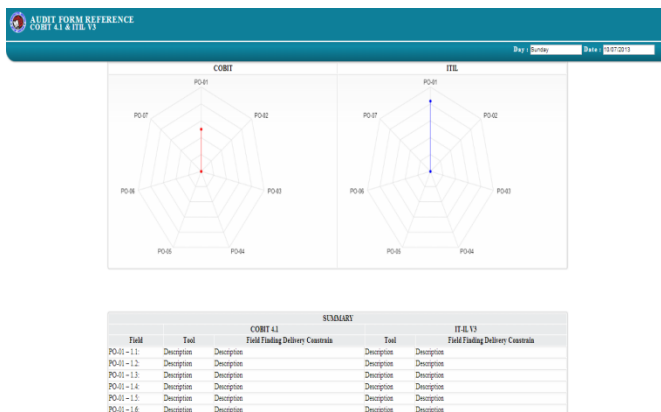 AUDIT FORM REFERENCE
COBIT 4.1 & ITIL V3
Day : Sunday Date : 10/07/2013
COBIT ITIL
PO-01 PO-01
PO-07 PO-02 PO-07 PO-02
PO-06 PO-03 PO-06 PO-03
PO-05 PO-04 PO-05 PO-04
SUMMARY
COBIT 4.1 IT-IL V3
Field Tool Field Finding Delivery Constrain Tool Field Finding Delivery Constrain
PO-01 – 1.1: Description Description Description Description
PO-01 – 1.2: Description Description Description Description
PO-01 – 1.3: Description Description Description Description
PO-01 – 1.4: Description Description Description Description
PO-01 – 1.5: Description Description Description Description
PO-01 – 1.6: Description Description Description Description